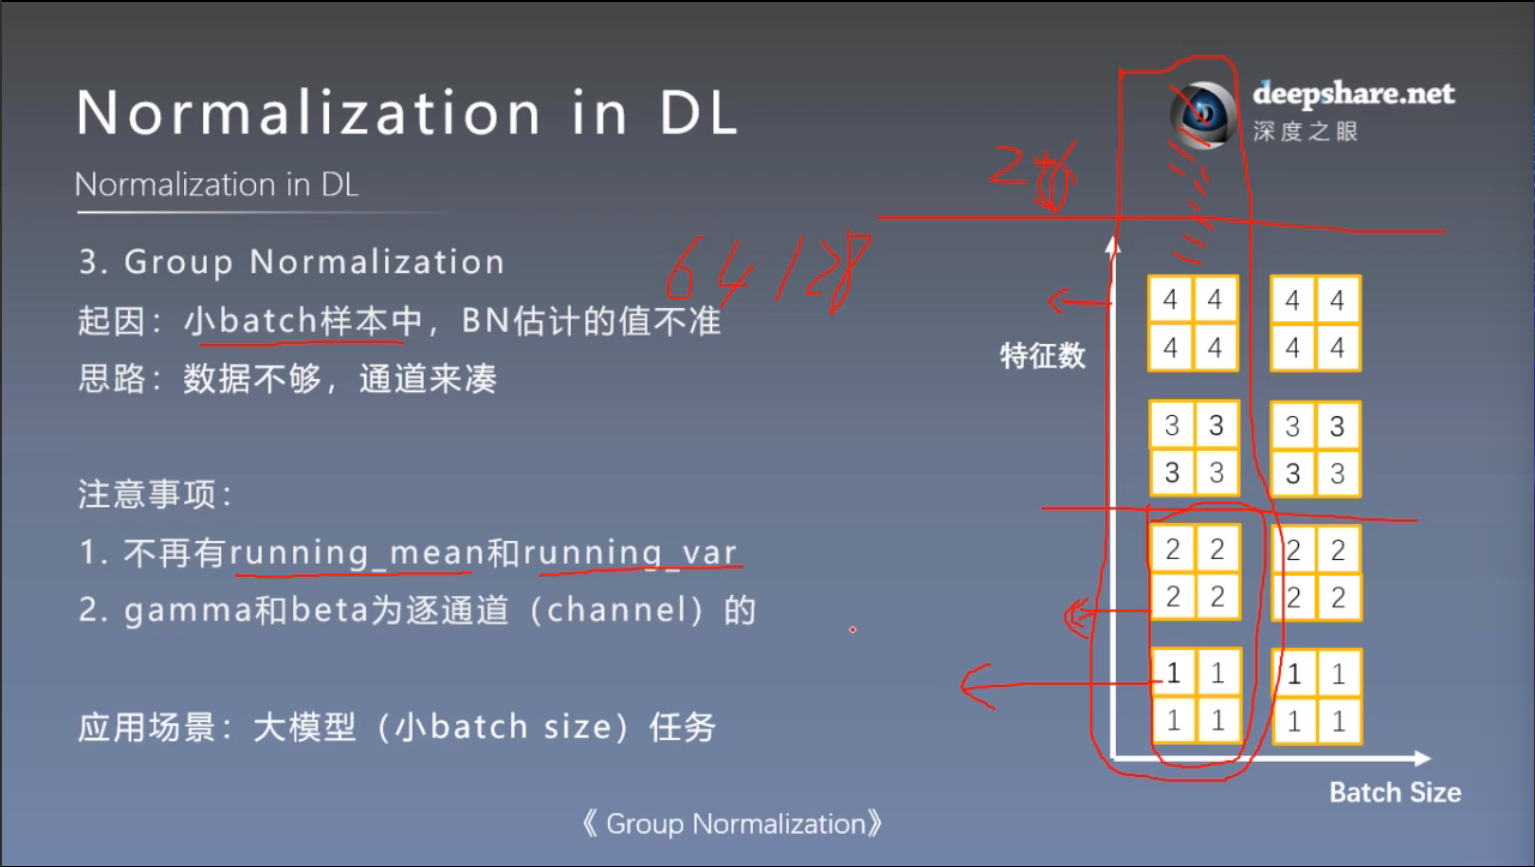 Normalization in DL
Normalization in DL
deepshare.net
深度之眼
3. Group Normalization
起因：小batch样本中，BN估计的值不准
思路：数据不够，通道来凑
注意事项：
1. 不再有running_mean和running_var
2. gamma和beta为逐通道（channel）的
应用场景：大模型（小batch size）任务
《 Group Normalization》
64 128
特征数
4 4 4 4
4 4 4 4
3 3 3 3
3 3 3 3
2 2 2 2
2 2 2 2
1 1 1 1
1 1 1 1
Batch Size